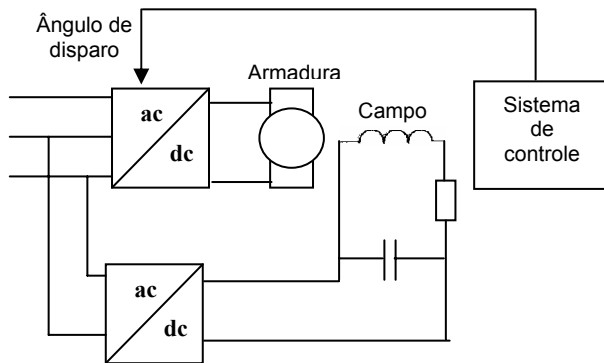 Ângulo de
disparo
Armadura
Campo
Sistema
de
controle
ac
dc
ac
dc